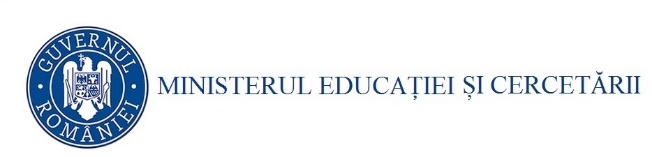 GUVERNUL
ROMÂNIEI
MINISTERUL EDUCAȚIEI ȘI CERCETĂRII